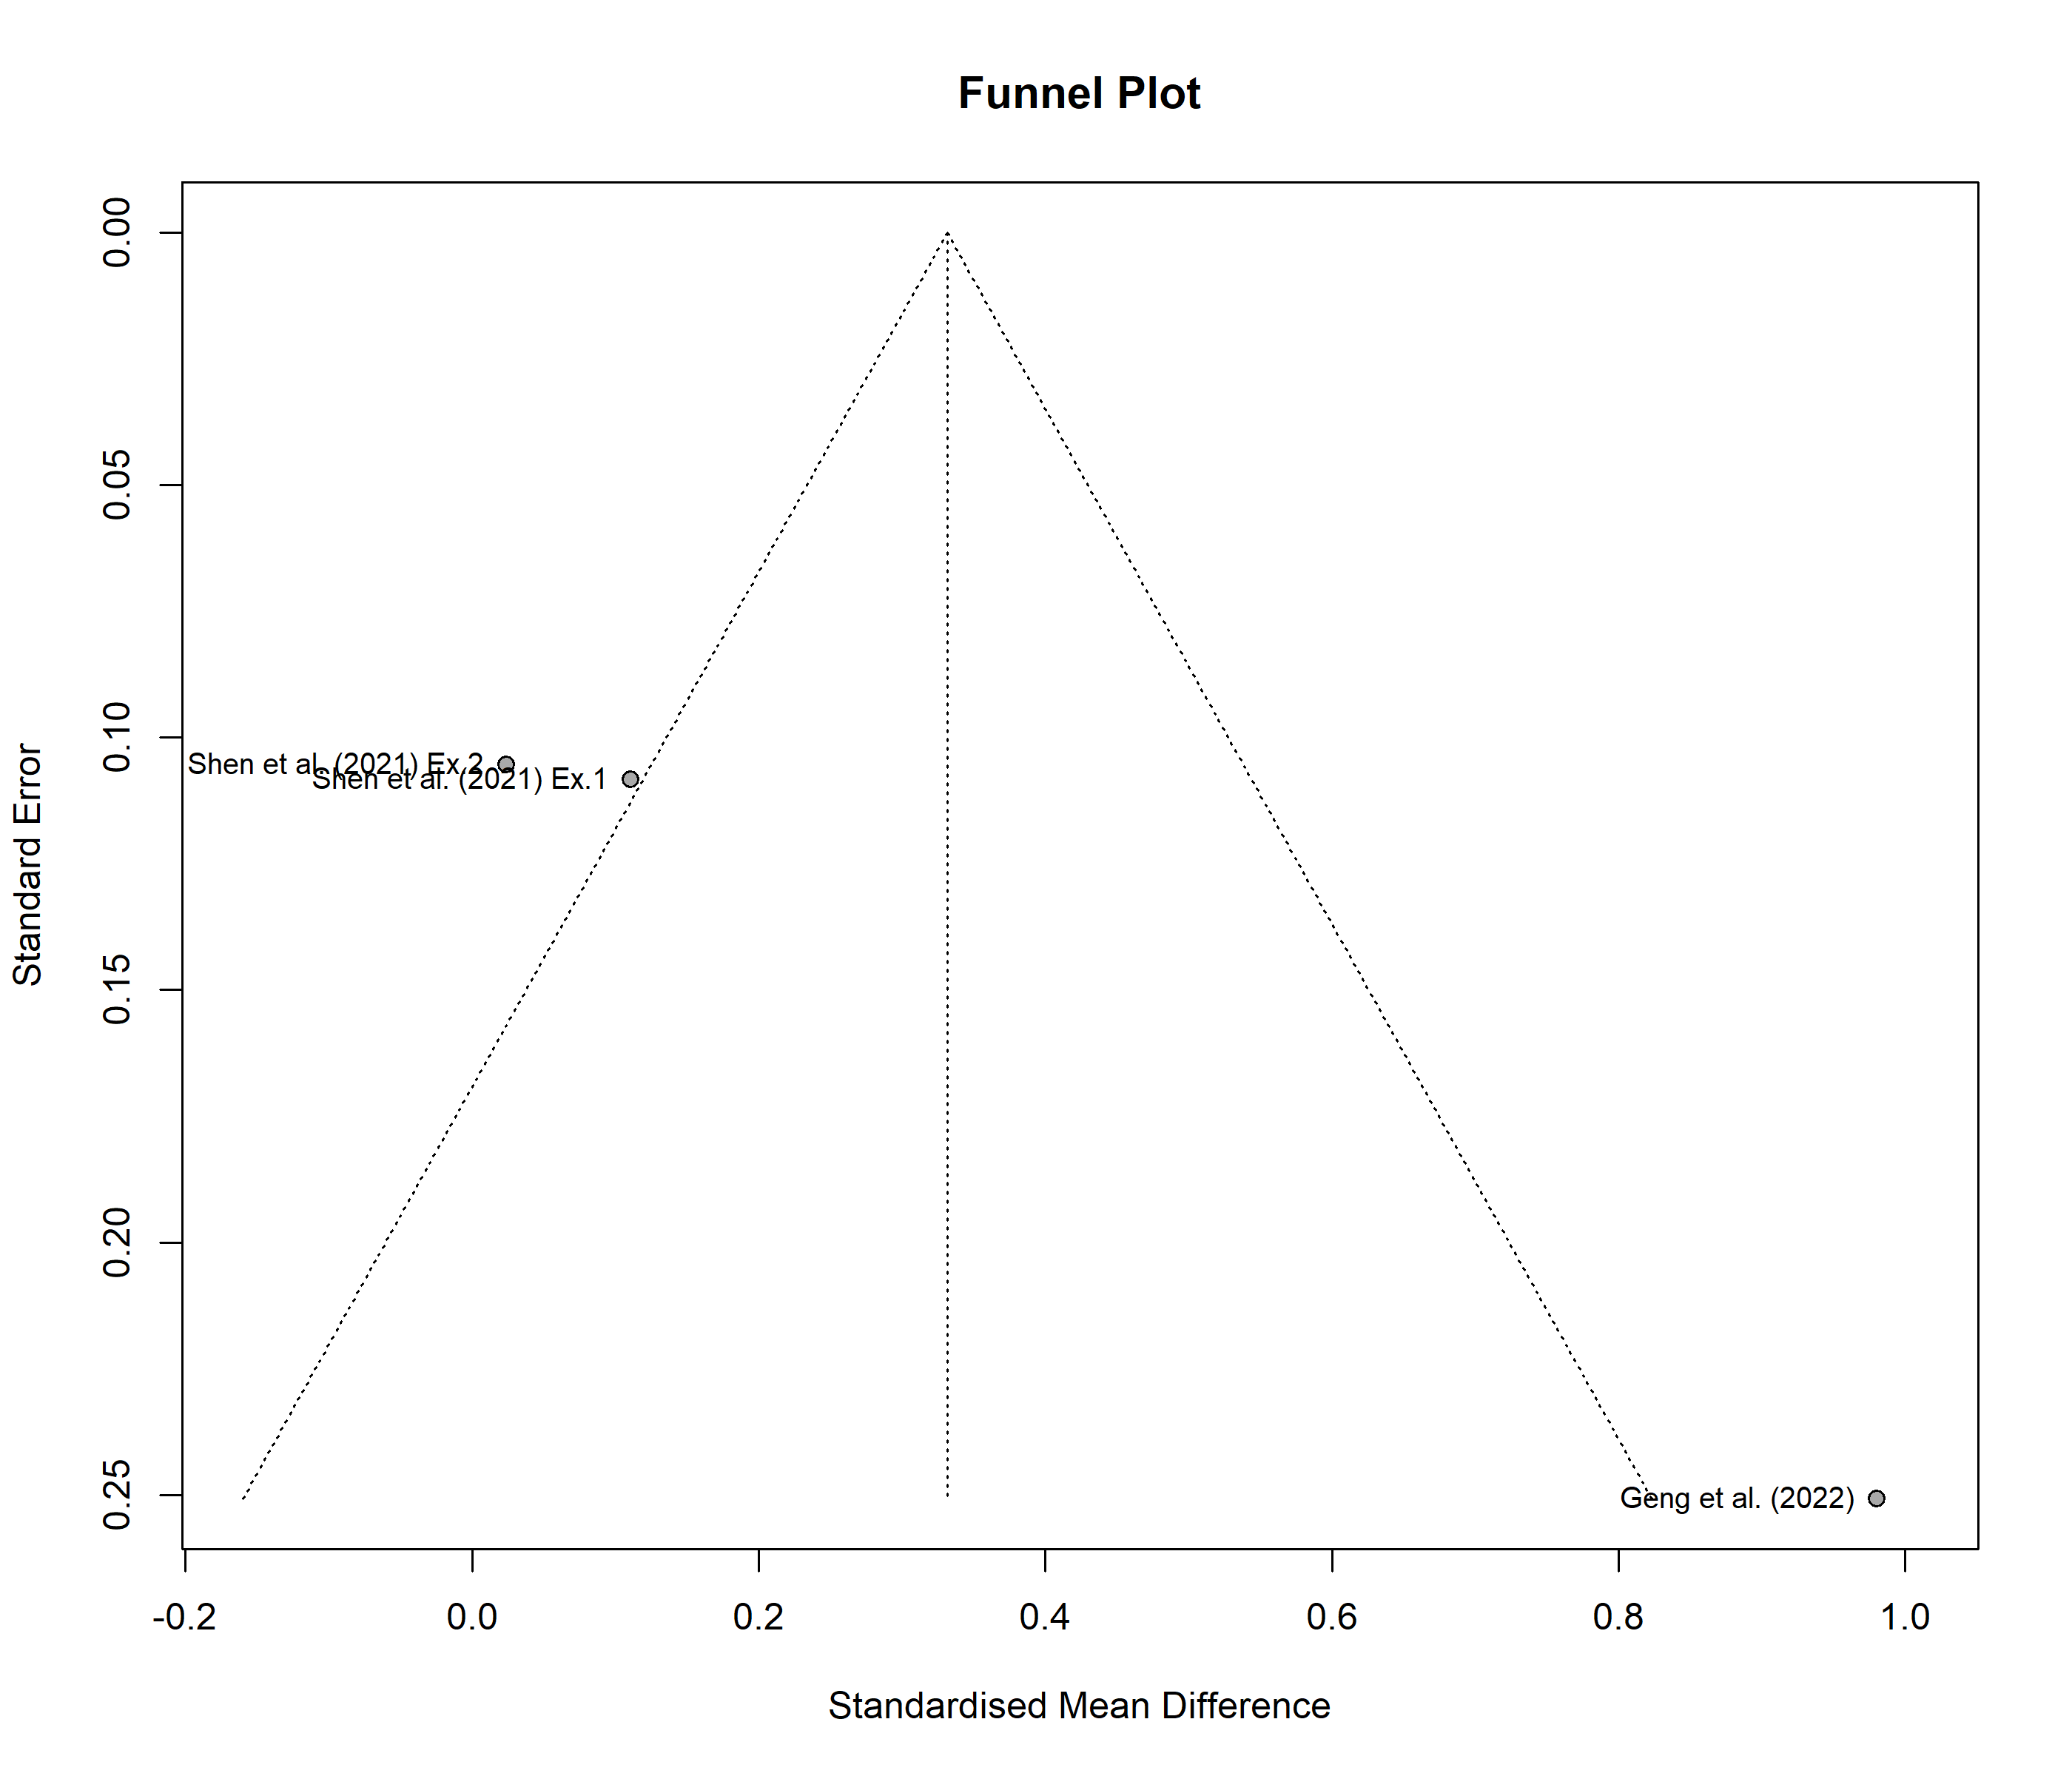 Funnel Plot
Standard Error
0.00
0.05
0.10
0.15
0.20
0.25
Shen et al. (2021) Ex.2
Shen et al. (2021) Ex.1
Geng et al. (2022)
-0.2 0.0 0.2 0.4 0.6 0.8 1.0
Standardised Mean Difference